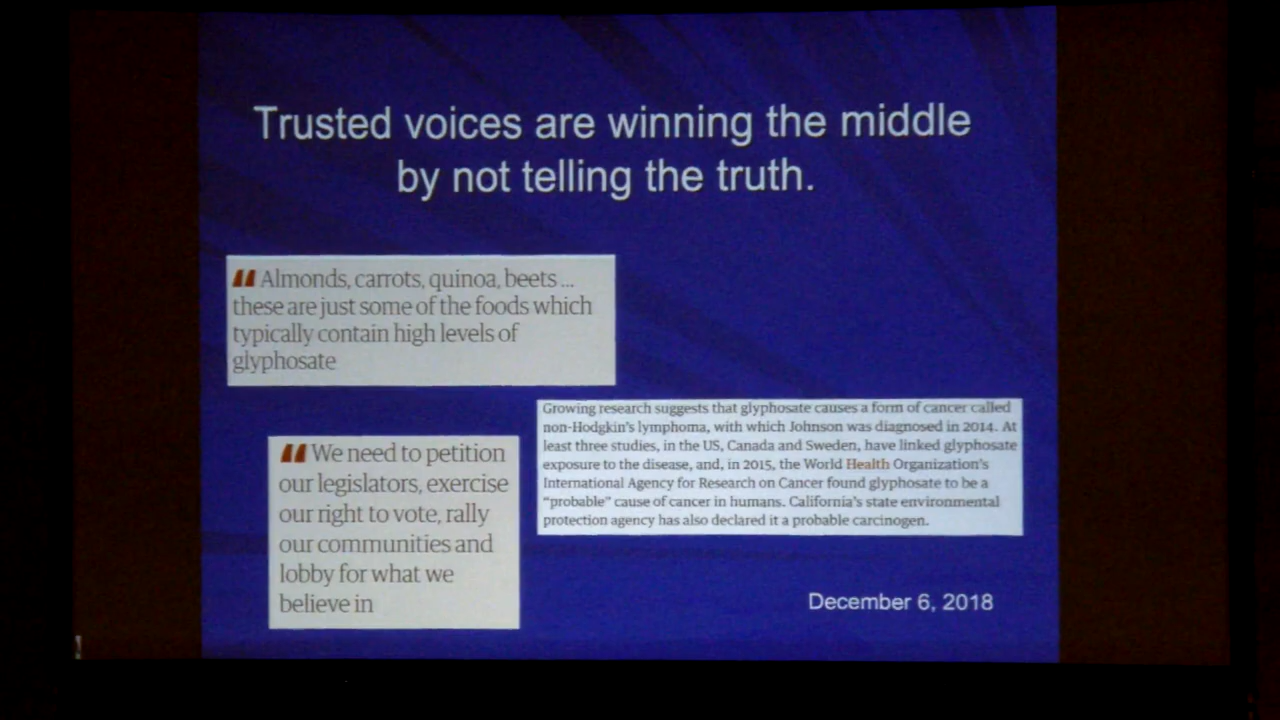 Trusted voices are winning the middle
by not telling the truth.
Almonds, carrots, quinoa, beets ...
these are just some of the foods which
typically contain high levels of
glyphosate
Growing research suggests that glyphosate causes a form of cancer called
non-Hodgkin's lymphoma, with which Johnson was diagnosed in 2014. At
least three studies, in the US, Canada and Sweden, have linked glyphosate
exposure to the disease, and, in 2015, the World Health Organization's
International Agency for Research on Cancer found glyphosate to be a
"probable" cause of cancer in humans. California's state environmental
protection agency has also declared it a probable carcinogen.
We need to petition
our legislators, exercise
our right to vote, rally
our communities and
lobby for what we
believe in
December 6, 2018